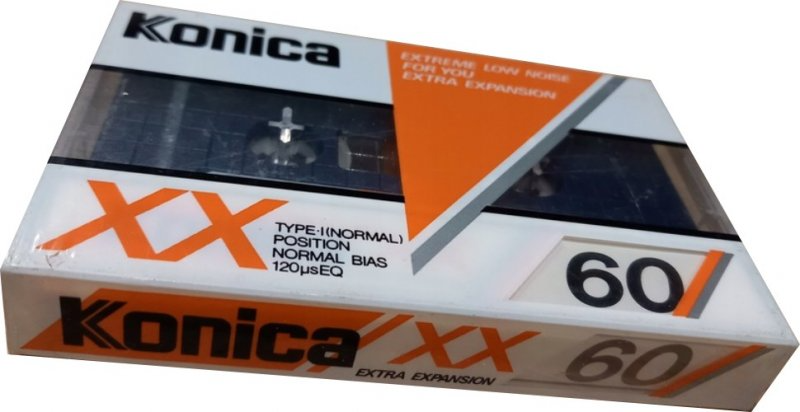 Konica
EXTREME LOW NOISE
FOR YOU
EXTRA EXPANSION
XX
TYPE·I(NORMAL)
POSITION
NORMAL BIAS
120µsEQ
60
Konica XX 60
EXTRA EXPANSION